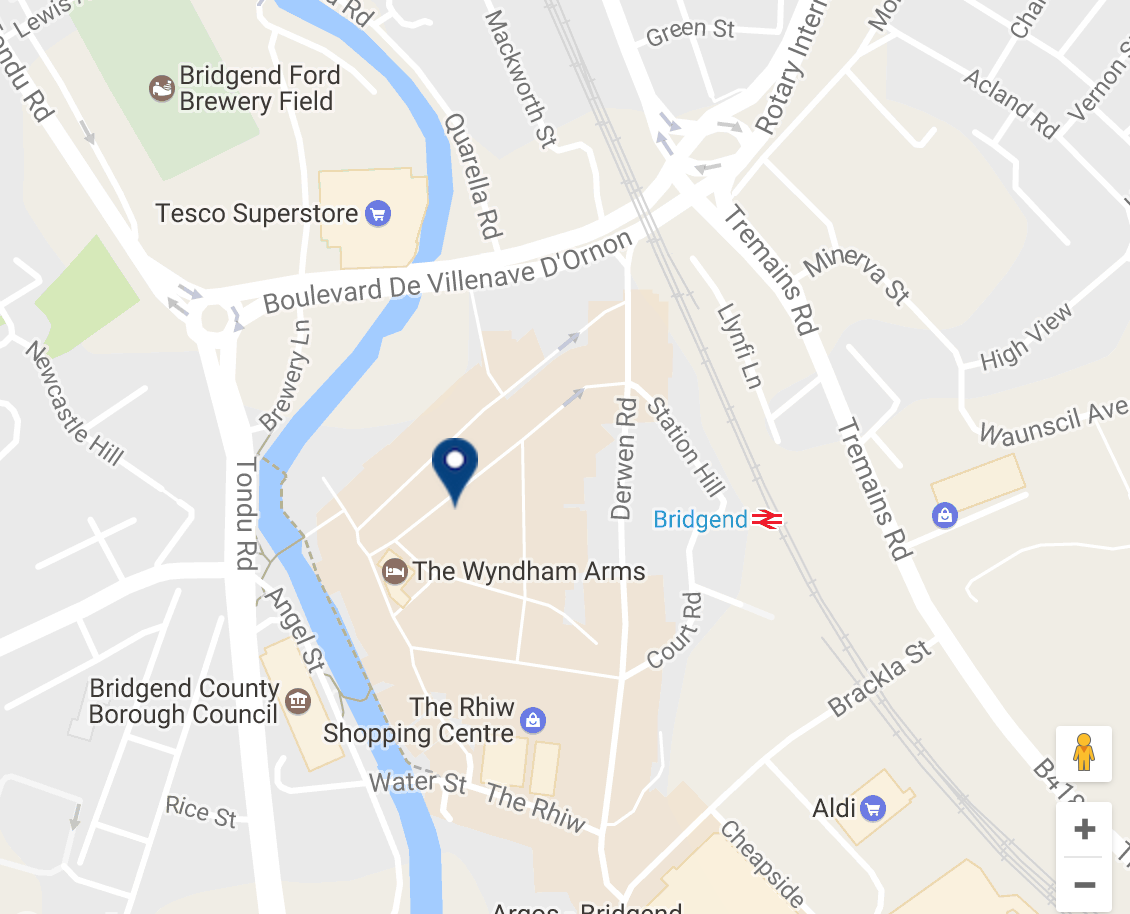 Lewis
a Rd
Mackworth St
Green St
Rotary Intern
Acland Rd
Vernon S
ondu Rd
Bridgend Ford
Brewery Field
Quarella Rd
Tesco Superstore
Boulevard De Villenave D'Ornon
Tremains Rd
Minerva St
Llynfi Ln
High View
Newcastle Hill
Brewery Ln
Derwen Rd
Station Hill
Waunscil Ave
Tremains Rd
Tondu Rd
Bridgend
The Wyndham Arms
Angel St
Court Rd
Brackla St
Bridgend County
Borough Council
The Rhiw
Shopping Centre
Water St
The Rhiw
Rice St
Aldi
Cheapside
B418
Argos - Bridgend